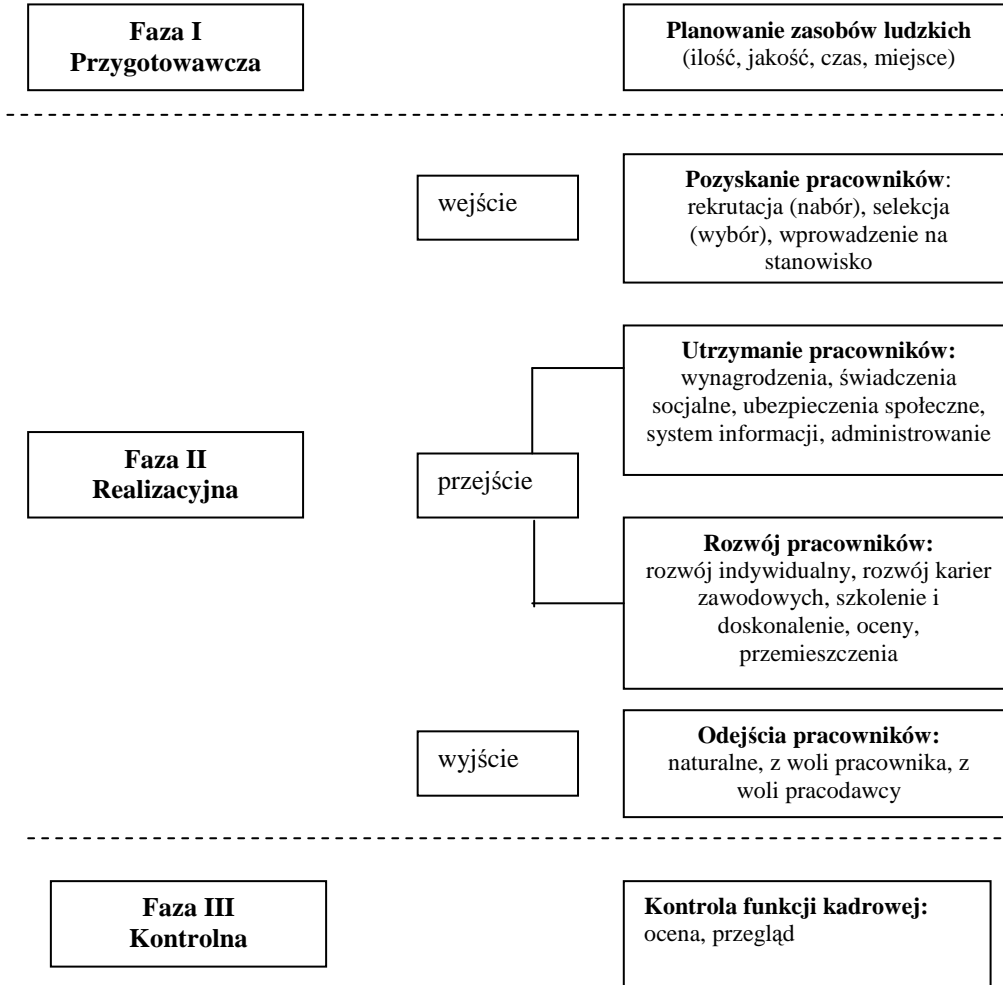 Faza I
Przygotowawcza
Planowanie zasobów ludzkich
(ilość, jakość, czas, miejsce)
wejście
Pozyskanie pracowników:
rekrutacja (nabór), selekcja
(wybór), wprowadzenie na
stanowisko
Utrzymanie pracowników:
wynagrodzenia, świadczenia
socjalne, ubezpieczenia społeczne,
system informacji, administrowanie
Faza II
Realizacyjna
przejście
Rozwój pracowników:
rozwój indywidualny, rozwój karier
zawodowych, szkolenie i
doskonalenie, oceny,
przemieszczenia
wyjście
Odejścia pracowników:
naturalne, z woli pracownika, z
woli pracodawcy
Faza III
Kontrolna
Kontrola funkcji kadrowej:
ocena, przegląd